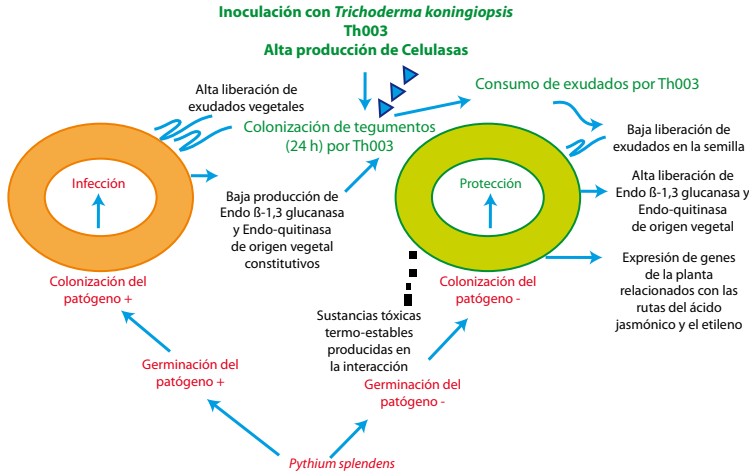 Inoculación con Trichoderma koningiopsis
Th003
Alta producción de Celulasas
Alta liberación de
exudados vegetales
Colonización de tegumentos
(24 h) por Th003
Consumo de exudados por Th003
Baja liberación de
exudados en la semilla
Infección
Baja producción de
Endo ß-1,3 glucanasa
y Endo-quitinasa
de origen vegetal
constitutivos
Protección
Alta liberación de
Endo ß-1,3 glucanasa y
Endo-quitinasa
de origen vegetal
Expresión de genes
de la planta
relacionados con las
rutas del ácido
jasmónico y el etileno
Colonización del
patógeno +
Colonización del
patógeno -
Sustancias tóxicas
termo-estables
producidas en
la interacción
Germinación del
patógeno +
Germinación del
patógeno -
Pythium splendens